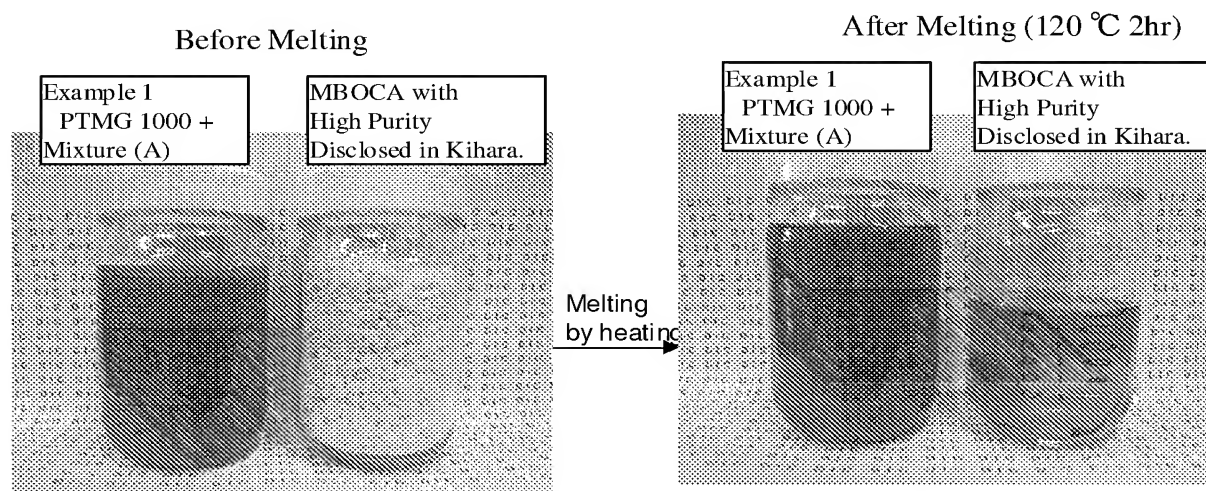 Before Melting
Example 1
PTMG 1000 +
Mixture (A)
MBOCA with
High Purity
Disclosed in Kihara.
Melting
by heating
After Melting (120 ℃ 2hr)
Example 1
PTMG 1000 +
Mixture (A)
MBOCA with
High Purity
Disclosed in Kihara.